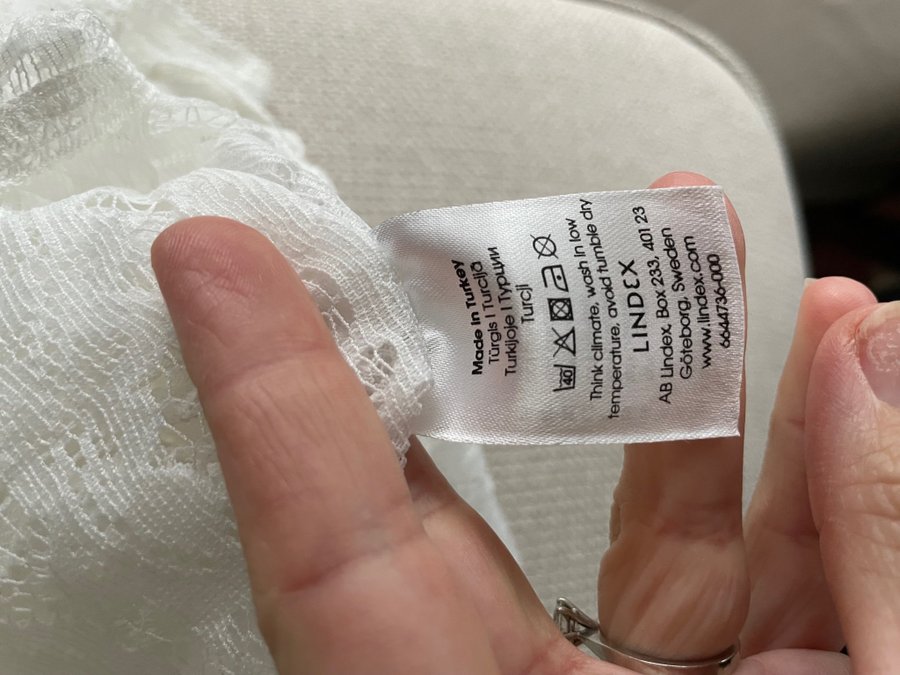 Made in Turkey
Türgis I Turcija
Turkijoje I Турции
Turcji
40
Think climate, wash in low
temperature, avoid tumble dry
LINDEX
AB Lindex, Box 233, 401 23
Göteborg, Sweden
www.lindex.com
6644736-000